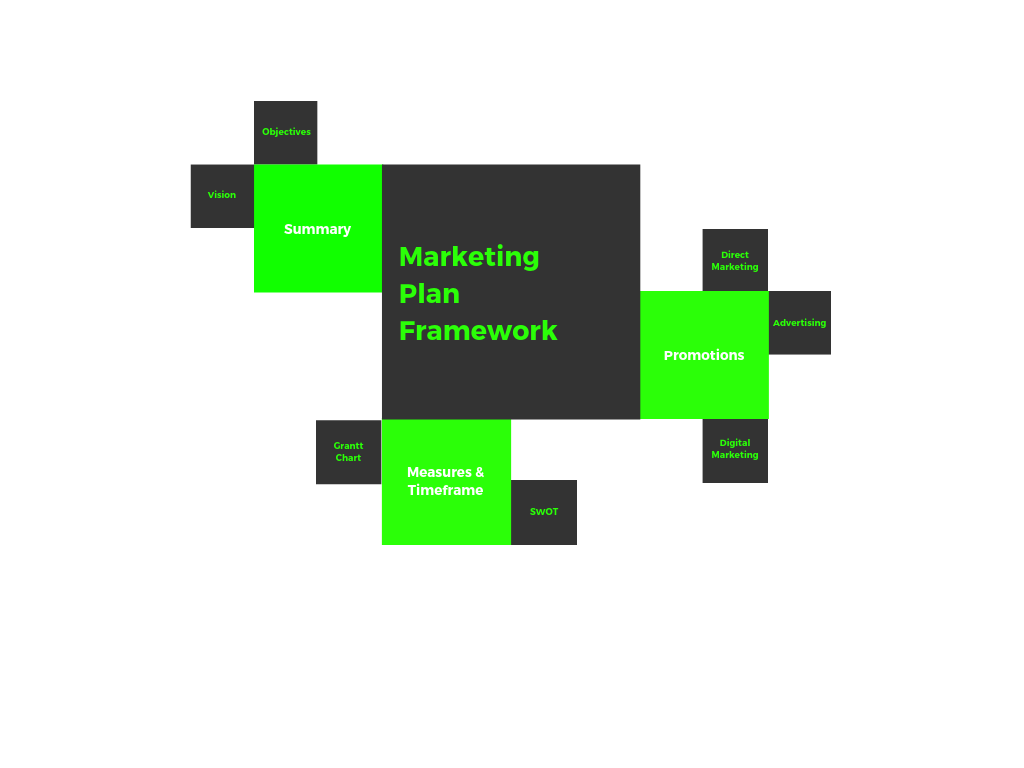 Objectives
Vision
Summary
Marketing
Plan
Framework
Direct
Marketing
Advertising
Promotions
Digital
Marketing
Grantt
Chart
Measures &
Timeframe
SWOT